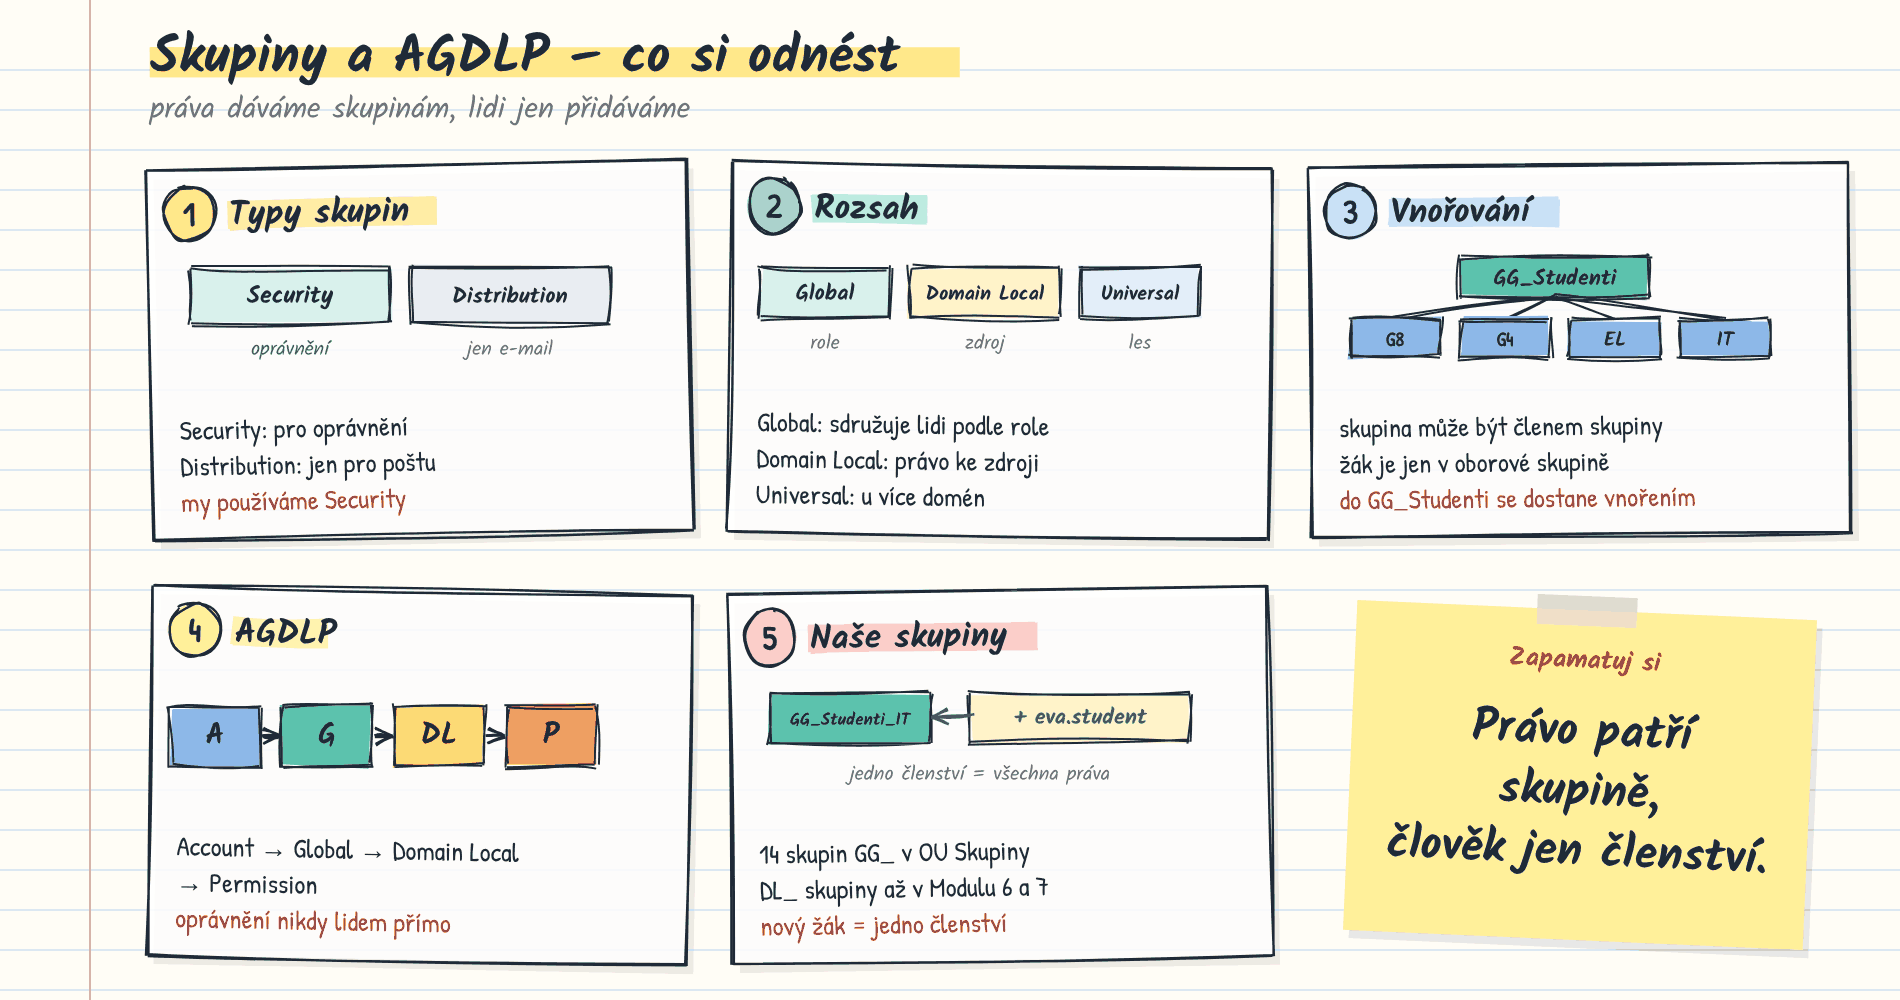 Skupiny a AGDLP – co si odnést
práva dáváme skupinám, lidi jen přidáváme
1 Typy skupin
Security Distribution
oprávnění jen e-mail
Security: pro oprávnění
Distribution: jen pro poštu
my používáme Security
2 Rozsah
Global Domain Local Universal
role zdroj les
Global: sdružuje lidi podle role
Domain Local: právo ke zdroji
Universal: u více domén
3 Vnořování
GG_Studenti
G8 G4 EL IT
skupina může být členem skupiny
žák je jen v oborové skupině
do GG_Studenti se dostane vnořením
4 AGDLP
A G DL P
Account → Global → Domain Local
→ Permission
oprávnění nikdy lidem přímo
5 Naše skupiny
GG_Studenti_IT + eva.student
jedno členství = všechna práva
14 skupin GG_ v OU Skupiny
DL_ skupiny až v Modulu 6 a 7
nový žák = jedno členství
Zapamatuj si
Právo patří
skupině,
člověk jen členství.